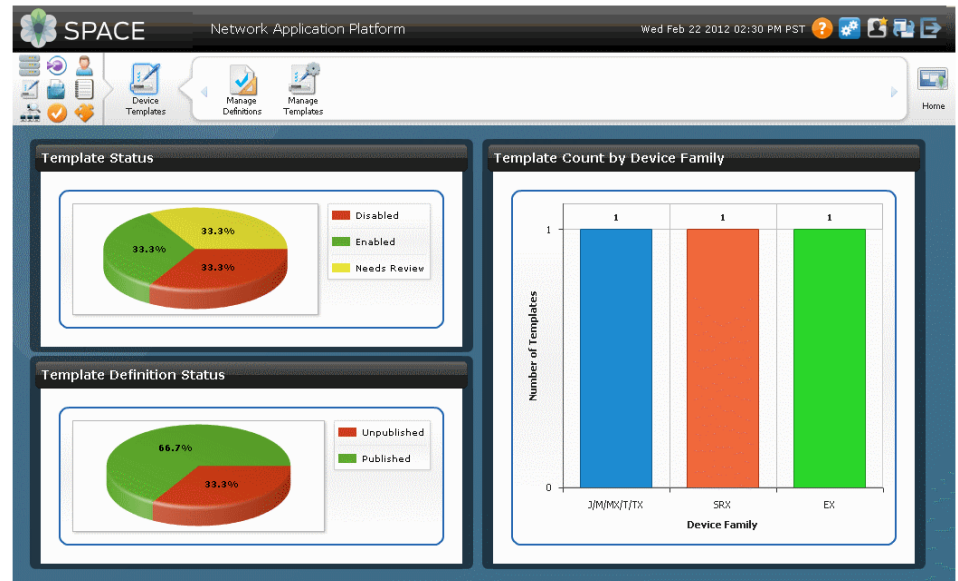 SPACE
Network Application Platform
Wed Feb 22 2012 02:30 PM PST
?
Device
Templates
Manage
Definitions
Manage
Templates
Home
Template Status
33.3%
33.3%
33.3%
Disabled
Enabled
Needs Review
Template Definition Status
66.7%
33.3%
Unpublished
Published
Template Count by Device Family
1
1
1
1
Number of Templates
0
J/M/MX/T/TX
SRX
EX
Device Family